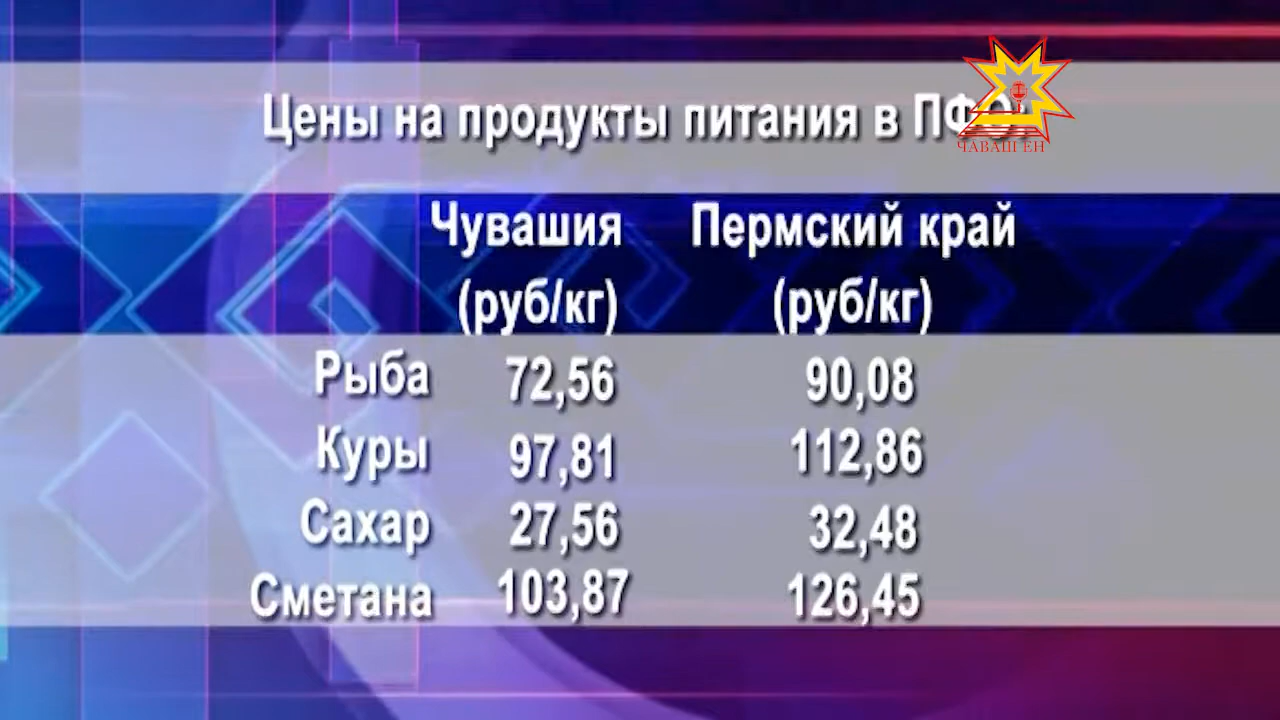 Цены на продукты питания в ПФО
ЧАВАШ ЕН
Чувашия Пермский край
(руб/кг) (руб/кг)
Рыба 72,56 90,08
Куры 97,81 112,86
Сахар 27,56 32,48
Сметана 103,87 126,45